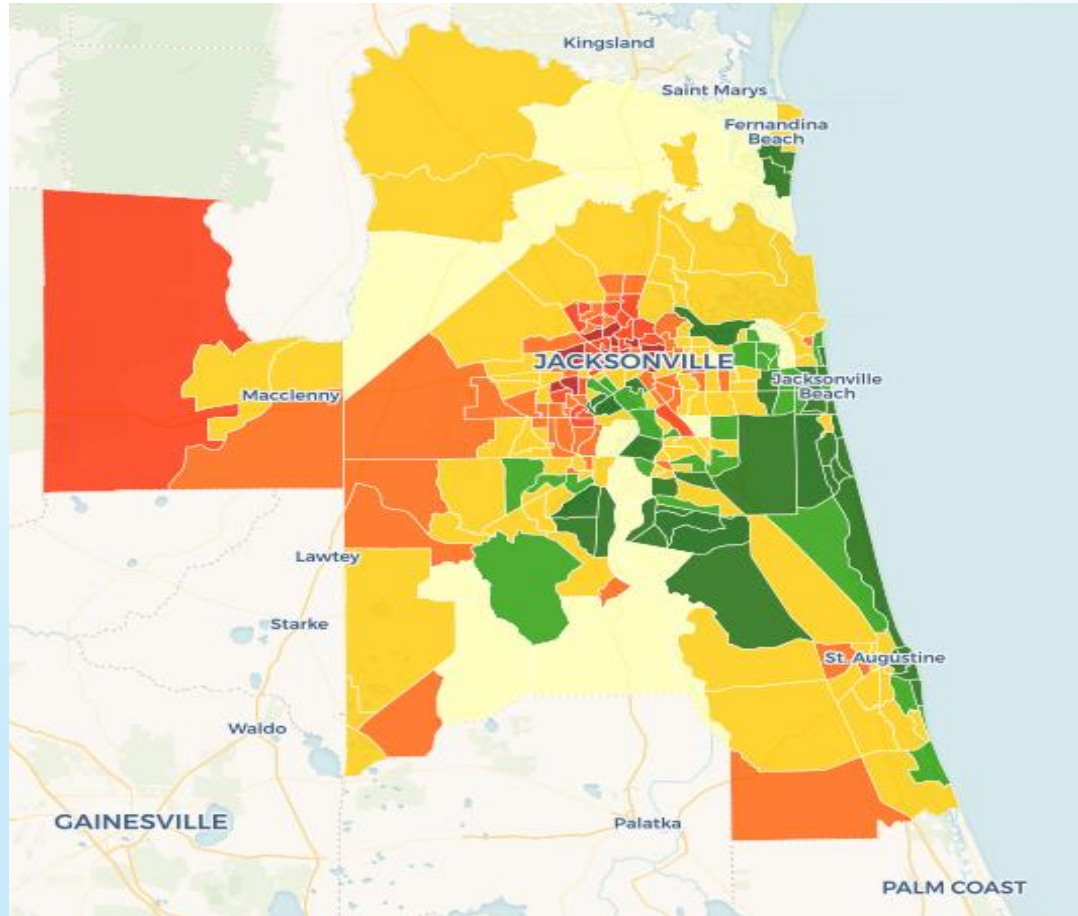 Kingsland
Saint Marys
Fernandina
Beach
JACKSONVILLE
Jacksonville
Beach
Macclenny
Lawtey
Starke
St. Augustine
Waldo
GAINESVILLE
Palatka
PALM COAST